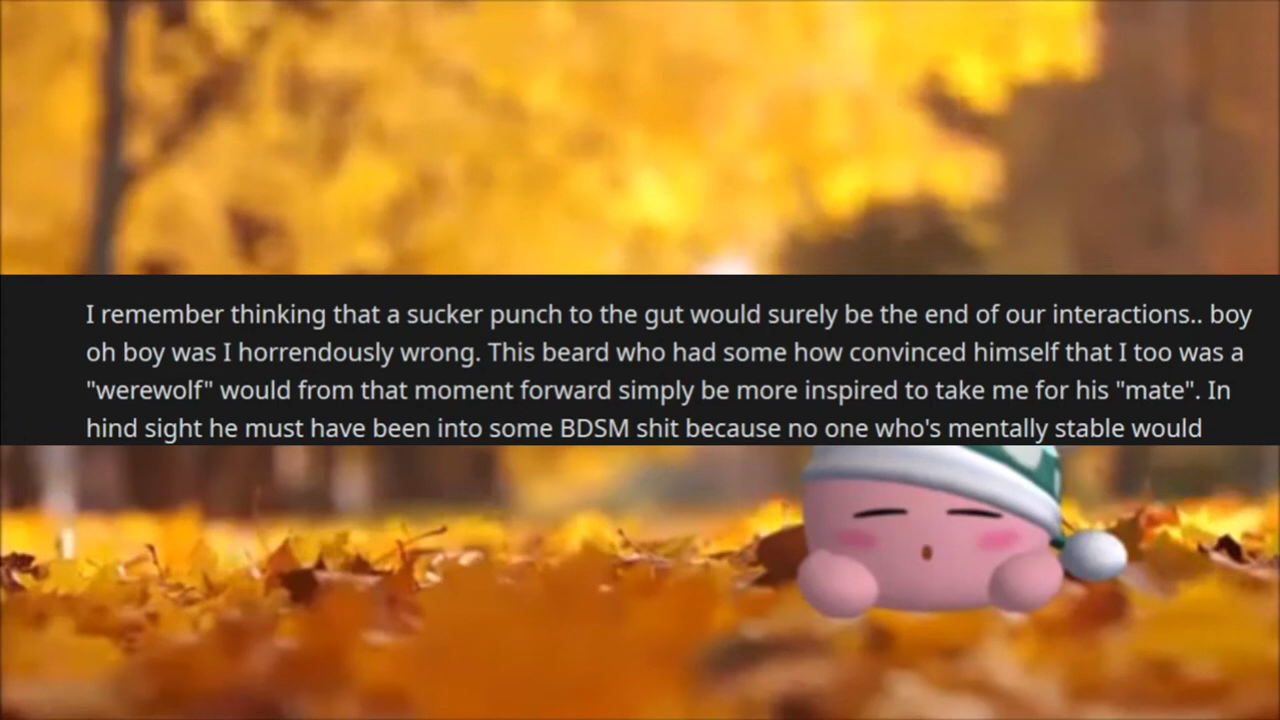 I remember thinking that a sucker punch to the gut would surely be the end of our interactions.. boy
oh boy was I horrendously wrong. This beard who had some how convinced himself that I too was a
"werewolf" would from that moment forward simply be more inspired to take me for his "mate". In
hind sight he must have been into some BDSM shit because no one who's mentally stable would